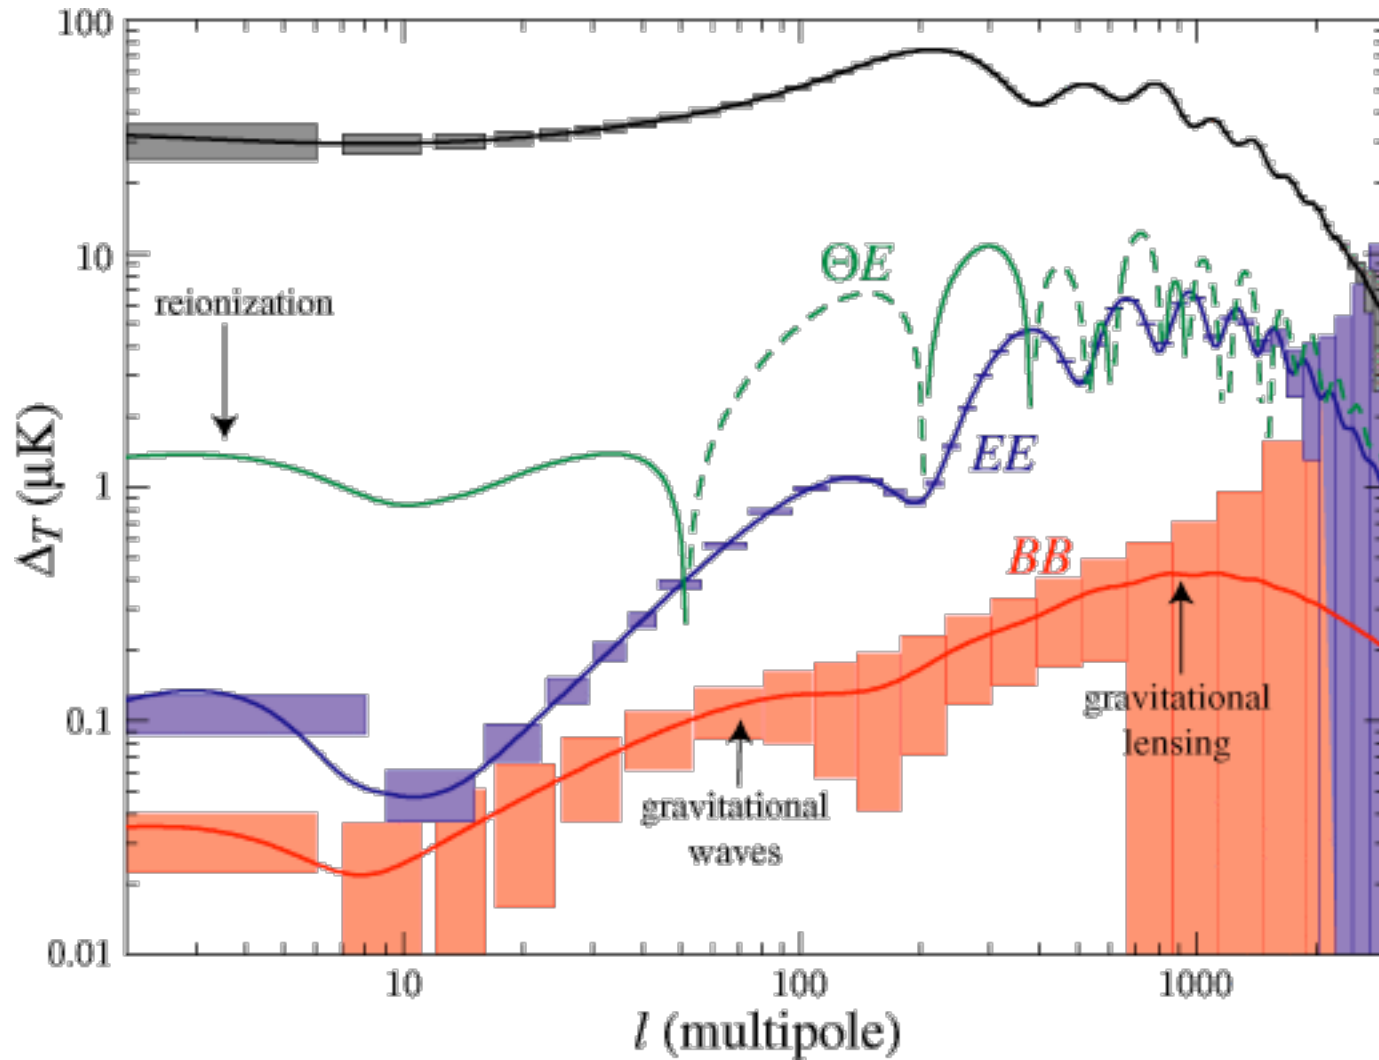 100
10
1
0.1
0.01
Δ_T (μK)
reionization
ΘE
EE
BB
gravitational
waves
gravitational
lensing
10
100
1000
l (multipole)